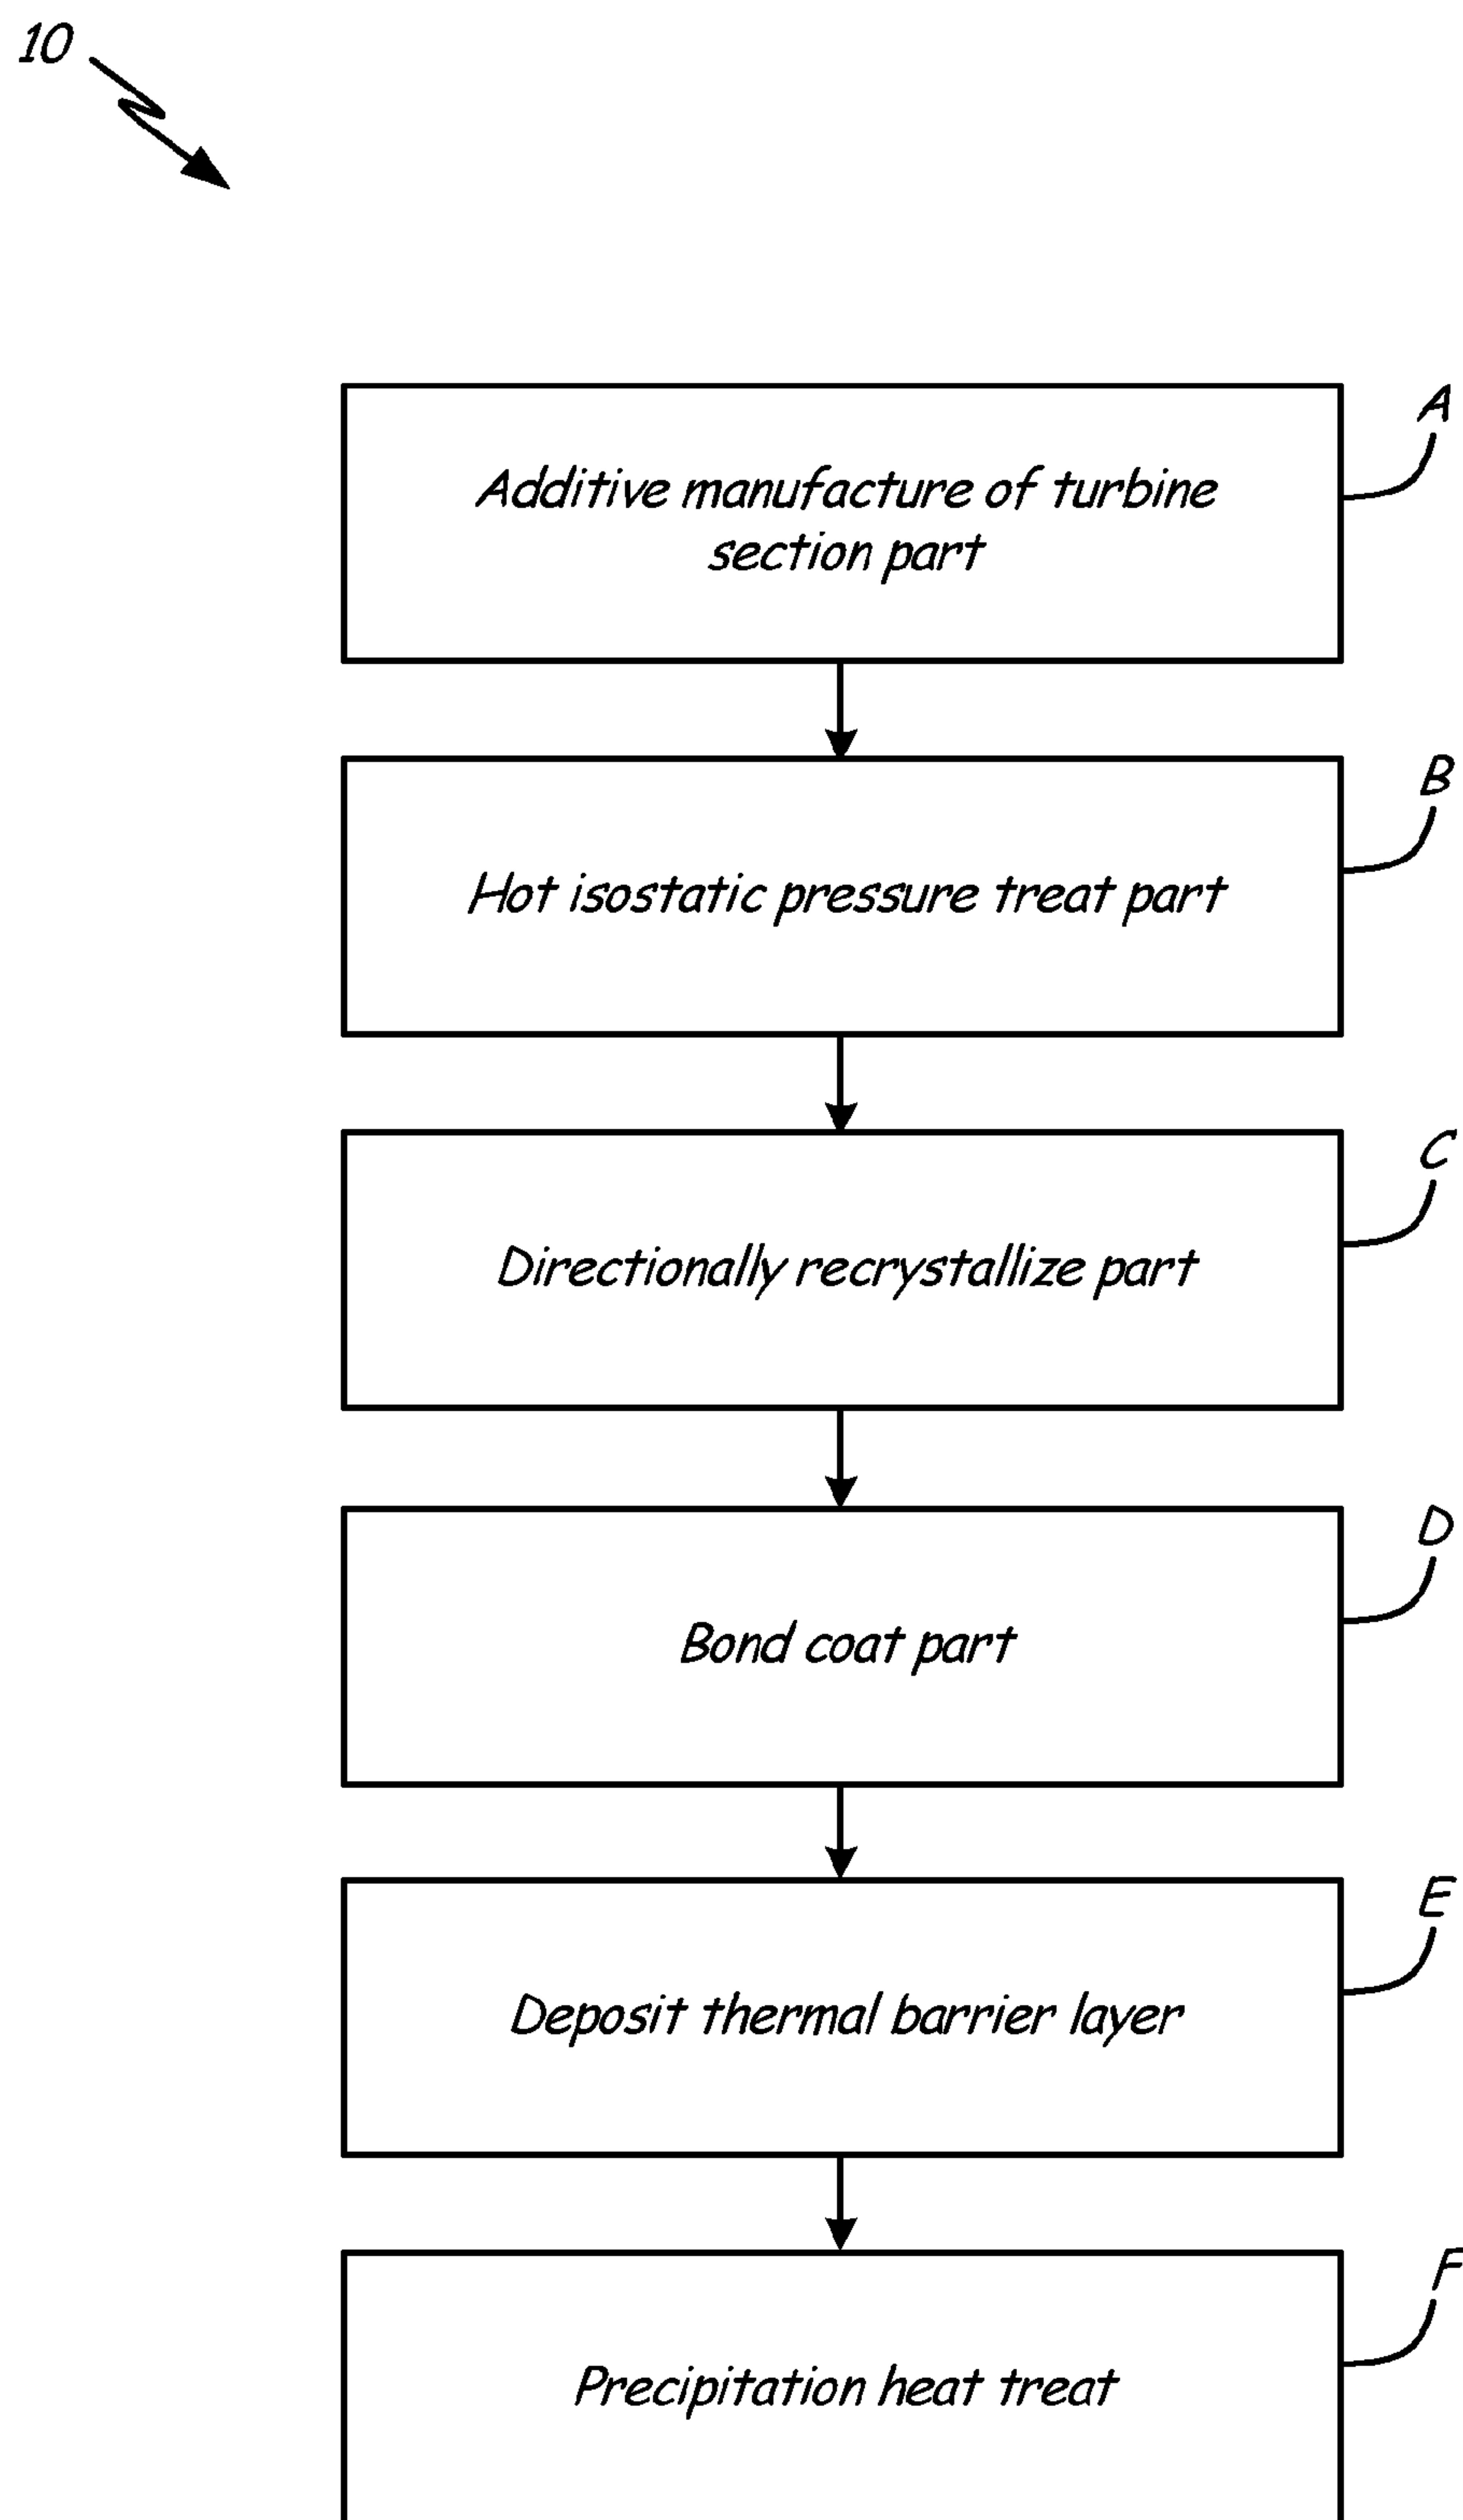 10
A
Additive manufacture of turbine
section part
B
Hot isostatic pressure treat part
C
Directionally recrystallize part
D
Bond coat part
E
Deposit thermal barrier layer
F
Precipitation heat treat